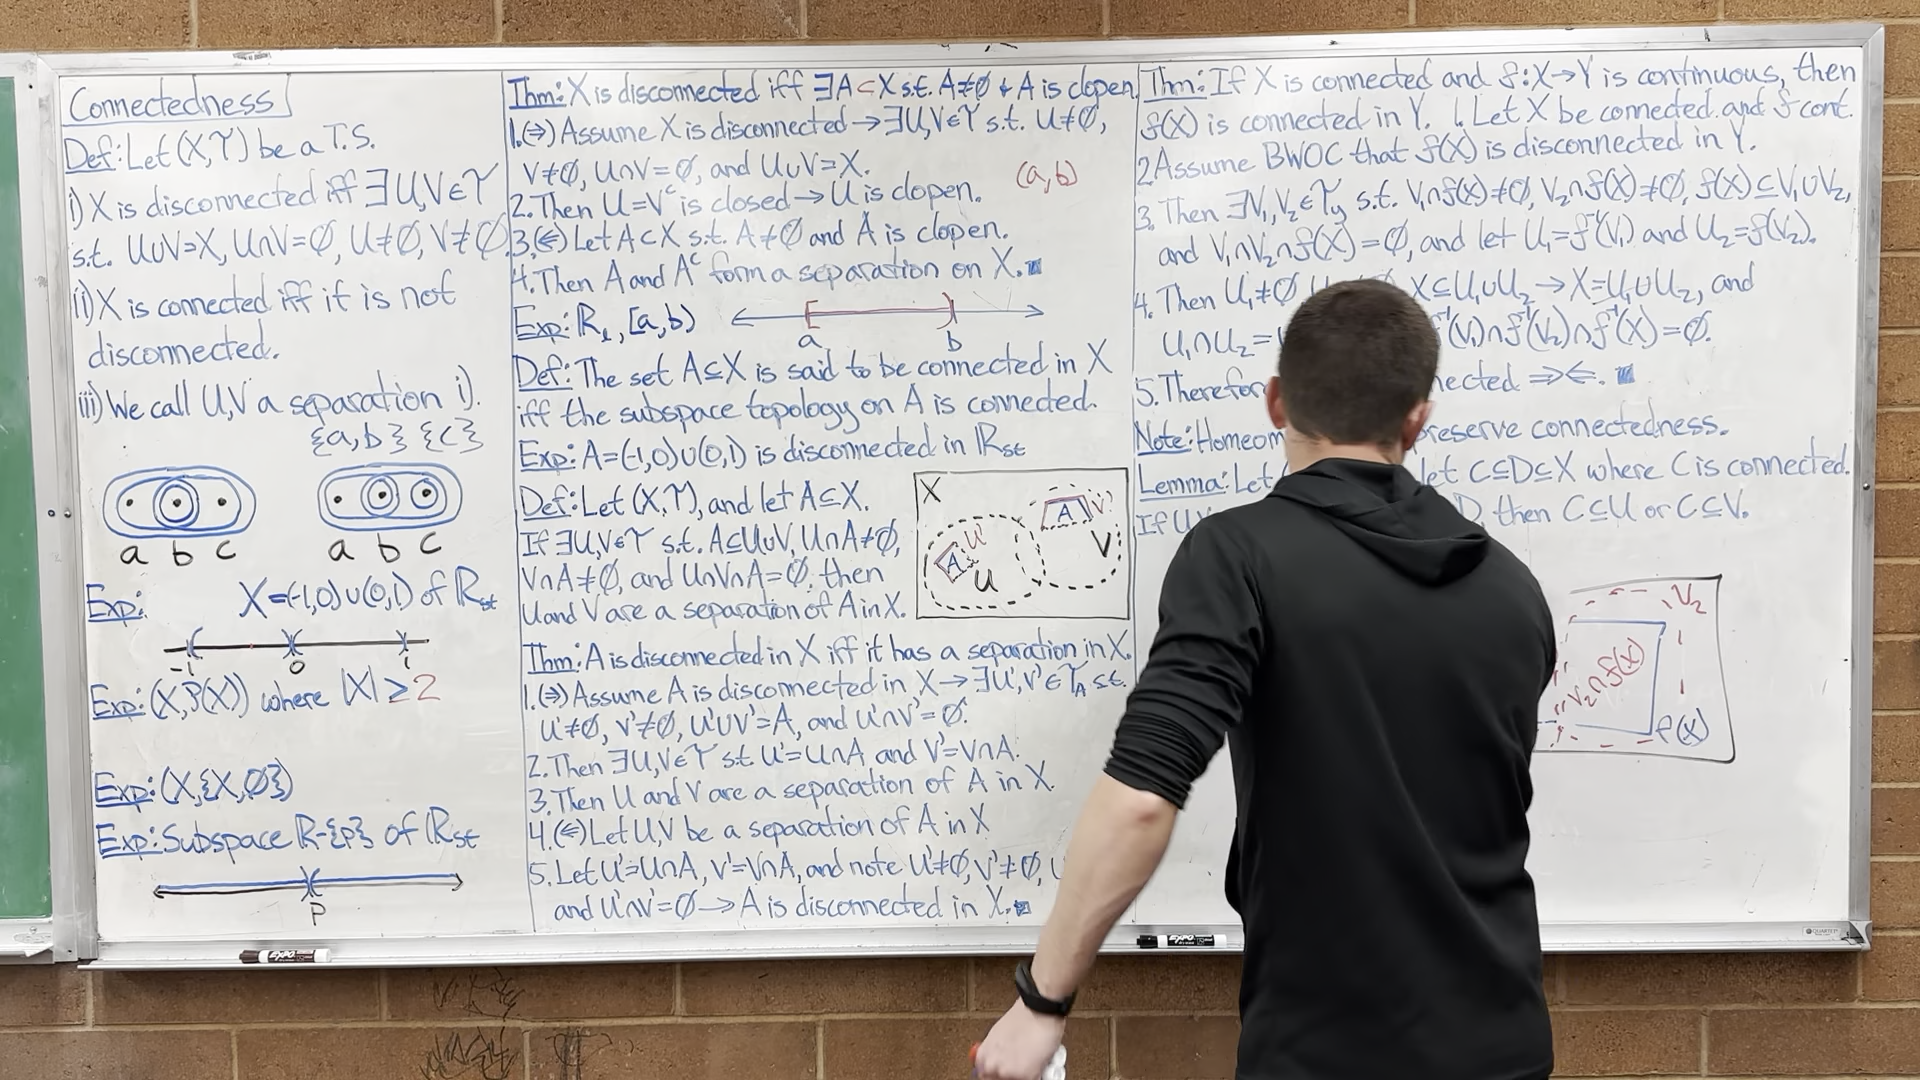 Connectedness
Def: Let (X,Υ) be a T.S.
i) X is disconnected iff ∃U,V∈Υ
s.t. U∪V=X, U∩V=∅, U≠∅, V≠∅.
ii) X is connected iff it is not
disconnected.
iii) We call U,V a separation i).
{a,b} {c}
a b c
a b c
Exp: X=(-1,0)∪(0,1) of ℝst
-1 0 1
Exp: (X,P(X)) where |X| ≥ 2
Exp: (X,{X,∅})
Exp: Subspace ℝ-{p} of ℝst
P
EXPO
Thm: X is disconnected iff ∃A⊂X s.t. A≠∅ + A is clopen.
1.(⇒) Assume X is disconnected → ∃U,V∈Υ s.t. U≠∅,
V≠∅, U∩V=∅, and U∪V=X.
(a,b)
2. Then U=Vᶜ is closed → U is clopen.
3.(⇐) Let A⊂X s.t. A≠∅ and A is clopen.
4. Then A and Aᶜ form a separation on X.
Exp: ℝℓ, [a,b)
a b
Def: The set A⊆X is said to be connected in X
iff the subspace topology on A is connected.
Exp: A=(-1,0)∪(0,1) is disconnected in ℝst
Def: Let (X,Υ), and let A⊆X.
If ∃U,V∈Υ s.t. A⊆U∪V, U∩A≠∅,
V∩A≠∅, and U∩V∩A=∅, then
U and V are a separation of A in X.
X
A V'
A U'
U
V
Thm: A is disconnected in X iff it has a separation in X.
1.(⇒) Assume A is disconnected in X → ∃U',V'∈Υ_A s.t.
U'≠∅, V'≠∅, U'∪V'=A, and U'∩V'=∅.
2. Then ∃U,V∈Υ s.t. U'=U∩A and V'=V∩A.
3. Then U and V are a separation of A in X.
4.(⇐) Let U,V be a separation of A in X
5. Let U'=U∩A, V'=V∩A, and note U'≠∅, V'≠∅, U
and U'∩V'=∅ → A is disconnected in X.
Thm: If X is connected and f:X→Y is continuous, then
f(X) is connected in Y. 1. Let X be connected and f cont.
2 Assume BWOC that f(X) is disconnected in Y.
3. Then ∃V₁,V₂∈Υy s.t. V₁∩f(X)≠∅, V₂∩f(X)≠∅, f(X)⊆V₁∪V₂,
and V₁∩V₂∩f(X)=∅, and let U₁=f⁻¹(V₁) and U₂=f⁻¹(V₂).
4. Then U₁≠∅ X⊆U₁∪U₂ → X=U₁∪U₂, and
U₁∩U₂= (V₁)∩f⁻¹(V₂)∩f⁻¹(X)=∅.
5. Therefor nected ⇒⇐.
Note: Homeom preserve connectedness.
Lemma: Let let C⊆D⊆X where C is connected.
If U,V D, then C⊆U or C⊆V.
V₂
V₂∩f(X)
f(X)
EXPO
QUARTET